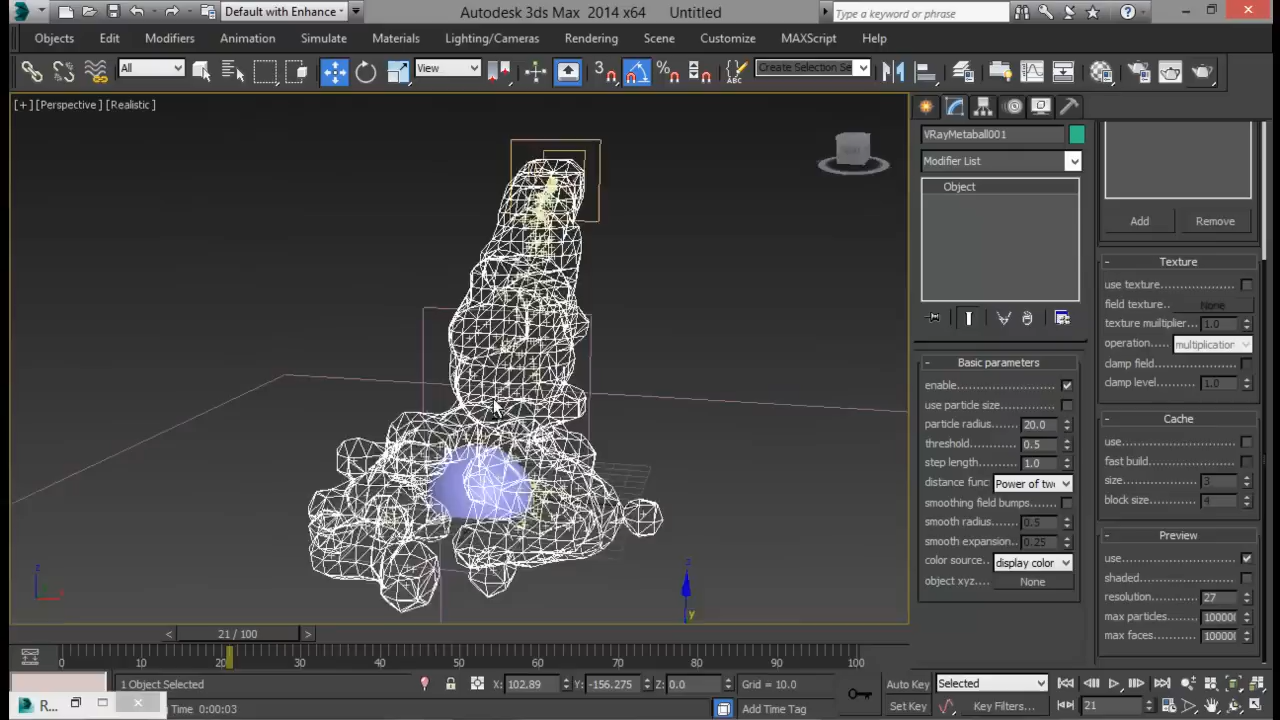 Default with Enhance
Autodesk 3ds Max 2014 x64 Untitled
Type a keyword or phrase
Objects Edit Modifiers Animation Simulate Materials Lighting/Cameras Rendering Scene Customize MAXScript Help
All
View
3
ABC
Create Selection Se
[+] [Perspective ] [Realistic ]
VRayMetaball001
Modifier List
Object
Add Remove
Texture
use texture
field texture.. None
texture muiltiplier... 1.0
operation..... multiplication
clamp field
clamp level 1.0
Basic parameters
enable
use particle size
particle radius 20.0
threshold 0.5
step length 1.0
distance func Power of tw
smoothing field bumps
smooth radius 0.5
smooth expansion 0.25
color source display color
object xyz None
Cache
use
fast build
size 3
block size 4
Preview
use
shaded
resolution 27
max particles 10000
max faces 10000
z
y
21 / 100
0 10 20 30 40 50 60 70 80 90 100
1 Object Selected
X: 102.89 Y: -156.275 Z: 0.0
Grid = 10.0
Auto Key Selected
R...
Time 0:00:03
Add Time Tag
Set Key Key Filters...
21